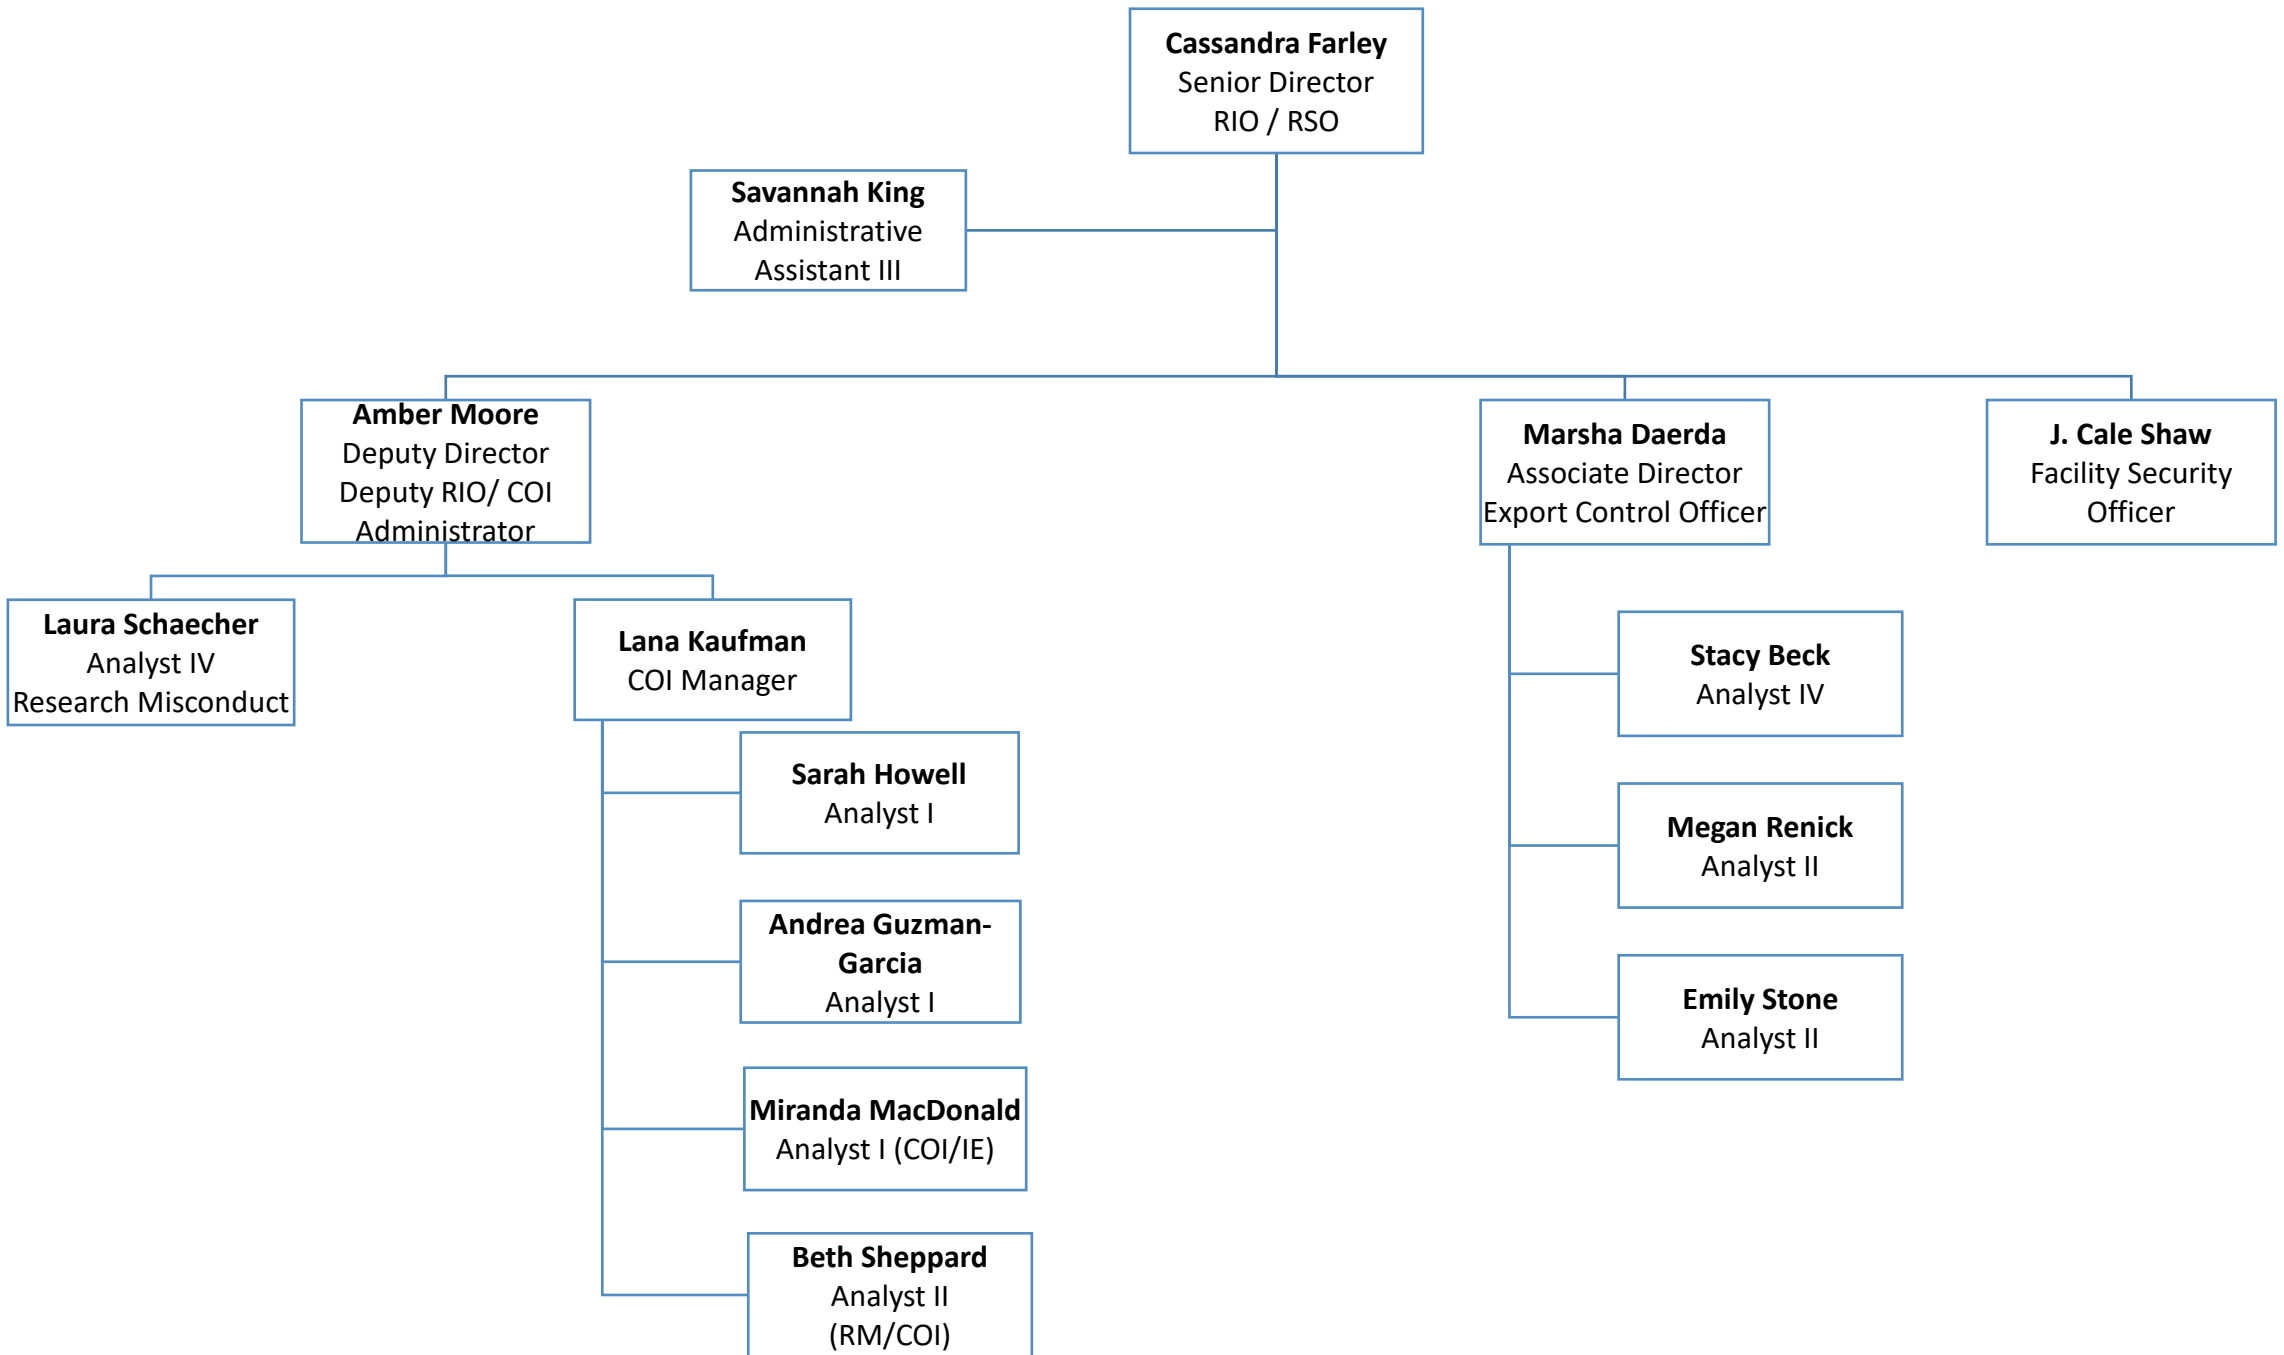 Cassandra Farley
Senior Director
RIO / RSO
Savannah King
Administrative
Assistant III
Amber Moore
Deputy Director
Deputy RIO/ COI
Administrator
Marsha Daerda
Associate Director
Export Control Officer
J. Cale Shaw
Facility Security
Officer
Laura Schaecher
Analyst IV
Research Misconduct
Lana Kaufman
COI Manager
Sarah Howell
Analyst I
Andrea Guzman-
Garcia
Analyst I
Miranda MacDonald
Analyst I (COI/IE)
Beth Sheppard
Analyst II
(RM/COI)
Stacy Beck
Analyst IV
Megan Renick
Analyst II
Emily Stone
Analyst II